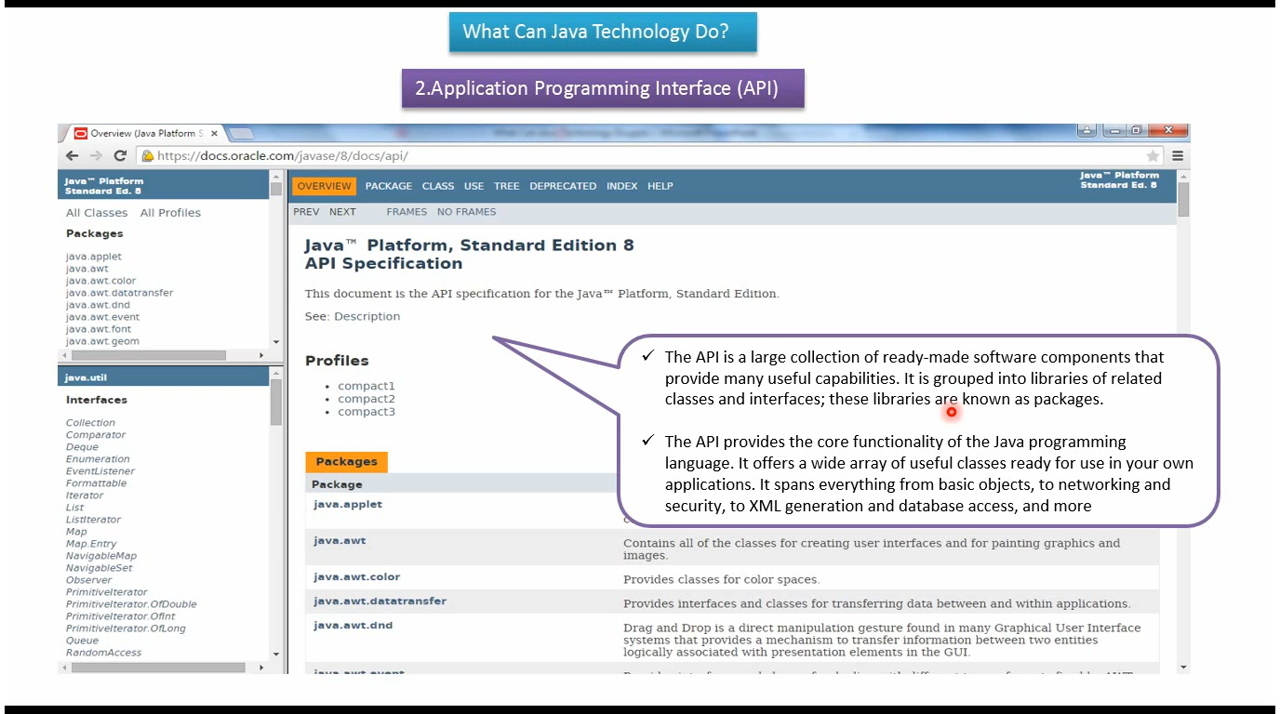 What Can Java Technology Do?
2.Application Programming Interface (API)
Overview (Java Platform S
https://docs.oracle.com/javase/8/docs/api/
Java™ Platform
Standard Ed. 8
All Classes All Profiles
Packages
java.applet
java.awt
java.awt.color
java.awt.datatransfer
java.awt.dnd
java.awt.event
java.awt.font
java.awt.geom
java.util
Interfaces
Collection
Comparator
Deque
Enumeration
EventListener
Formattable
Iterator
List
ListIterator
Map
Map.Entry
NavigableMap
NavigableSet
Observer
PrimitiveIterator
PrimitiveIterator.OfDouble
PrimitiveIterator.OfInt
PrimitiveIterator.OfLong
Queue
RandomAccess
OVERVIEW PACKAGE CLASS USE TREE DEPRECATED INDEX HELP
Java™ Platform
Standard Ed. 8
PREV NEXT FRAMES NO FRAMES
Java™ Platform, Standard Edition 8
API Specification
This document is the API specification for the Java™ Platform, Standard Edition.
See: Description
Profiles
• compact1
• compact2
• compact3
✓ The API is a large collection of ready-made software components that
provide many useful capabilities. It is grouped into libraries of related
classes and interfaces; these libraries are known as packages.
✓ The API provides the core functionality of the Java programming
language. It offers a wide array of useful classes ready for use in your own
applications. It spans everything from basic objects, to networking and
security, to XML generation and database access, and more
Packages
Package
java.applet
java.awt
Contains all of the classes for creating user interfaces and for painting graphics and
images.
java.awt.color
Provides classes for color spaces.
java.awt.datatransfer
Provides interfaces and classes for transferring data between and within applications.
java.awt.dnd
Drag and Drop is a direct manipulation gesture found in many Graphical User Interface
systems that provides a mechanism to transfer information between two entities
logically associated with presentation elements in the GUI.
java.awt.event